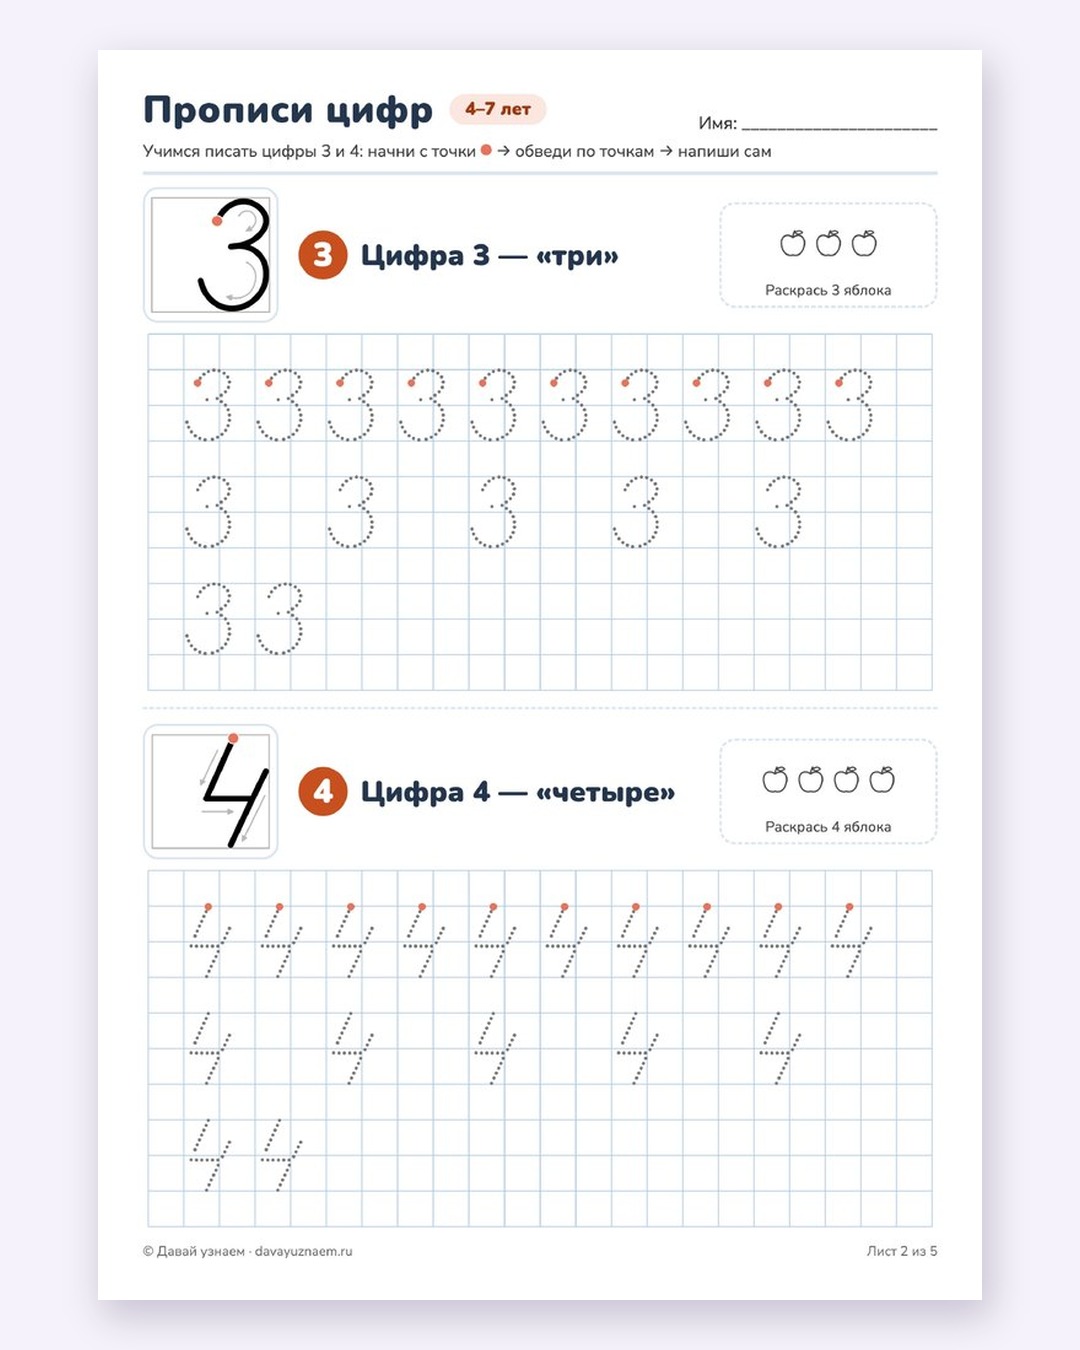 Прописи цифр 4–7 лет
Имя: ______________________
Учимся писать цифры 3 и 4: начни с точки → обведи по точкам → напиши сам
3
3 Цифра 3 — «три»
Раскрась 3 яблока
3 3 3 3 3 3 3 3 3 3
3 3 3 3 3
3 3
4
4 Цифра 4 — «четыре»
Раскрась 4 яблока
4 4 4 4 4 4 4 4 4 4
4 4 4 4 4
4 4
© Давай узнаем · davayuznaem.ru
Лист 2 из 5